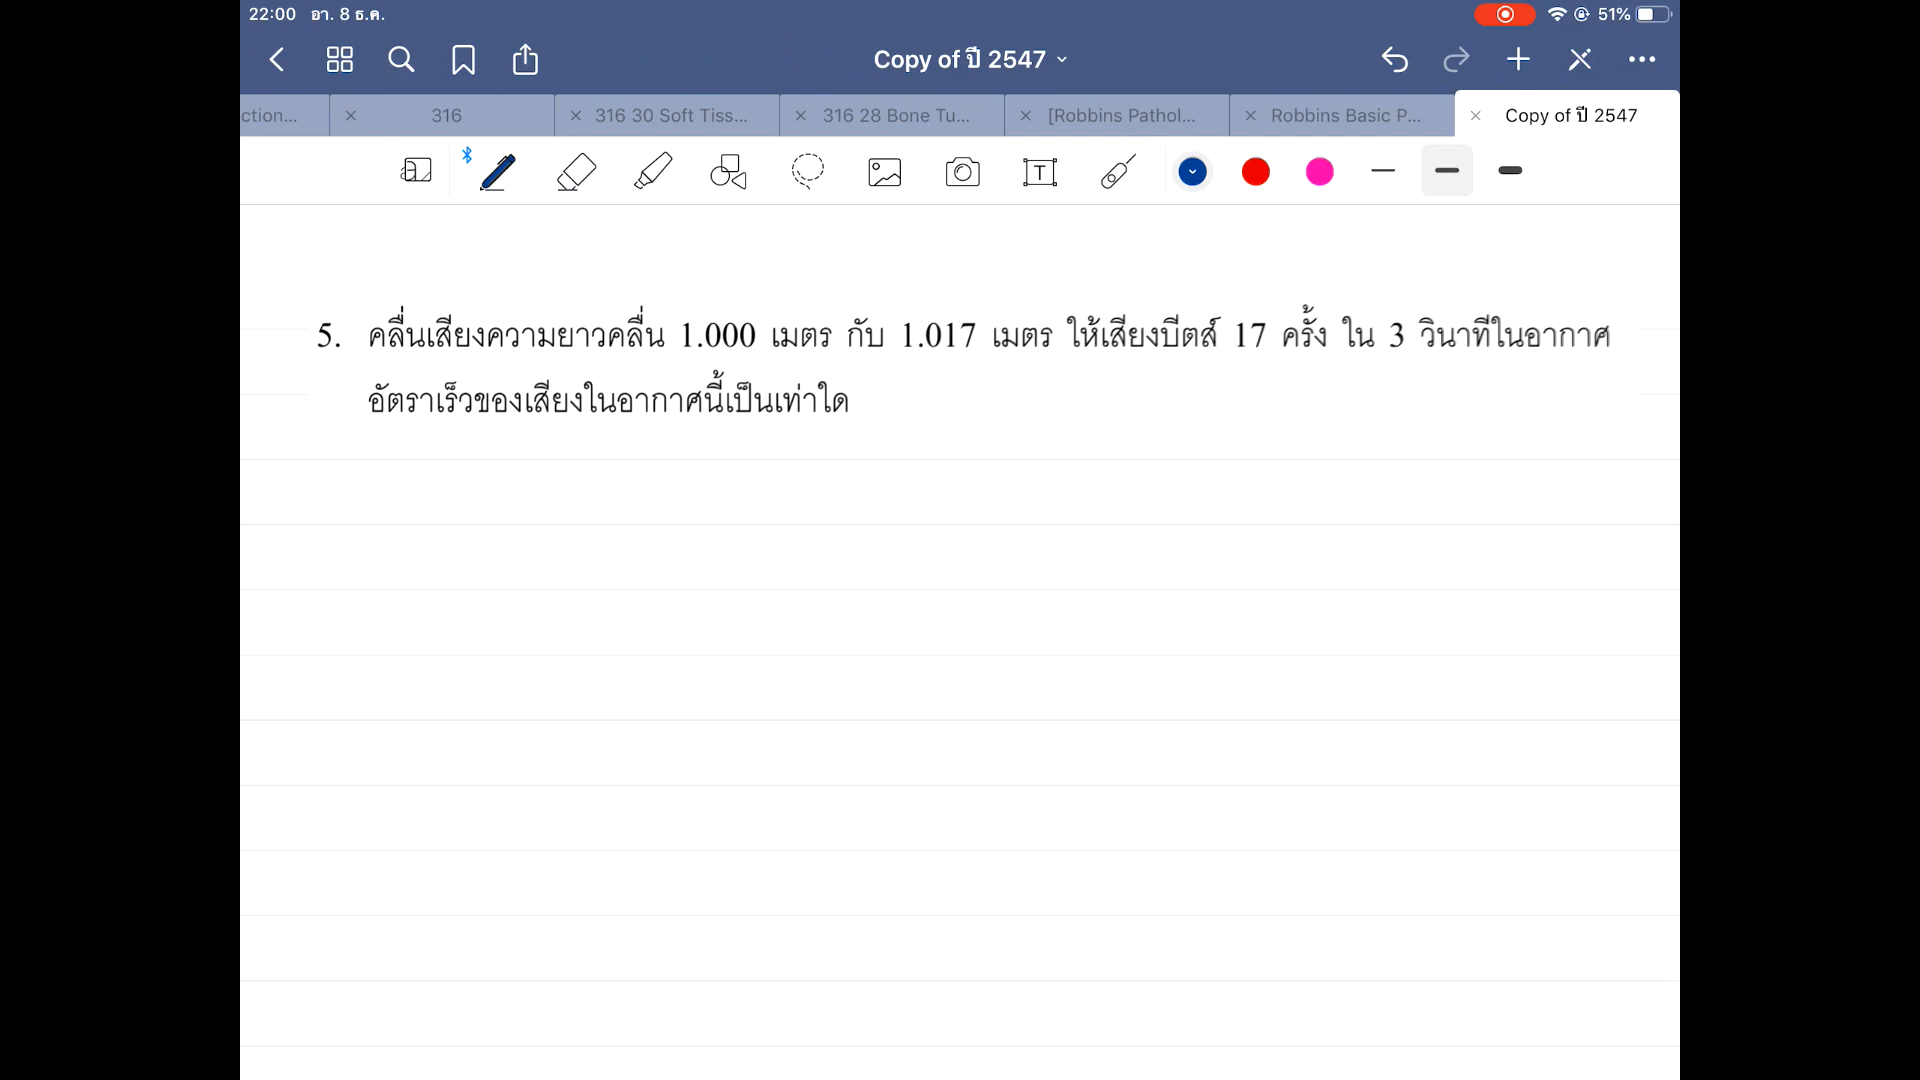 22:00 อา. 8 ธ.ค. 51%
Copy of ปี 2547
ction... 316 316 30 Soft Tiss... 316 28 Bone Tu... [Robbins Pathol... Robbins Basic P... Copy of ปี 2547
5. คลื่นเสียงความยาวคลื่น 1.000 เมตร กับ 1.017 เมตร ให้เสียงบีตส์ 17 ครั้ง ใน 3 วินาทีในอากาศ
อัตราเร็วของเสียงในอากาศนี้เป็นเท่าใด